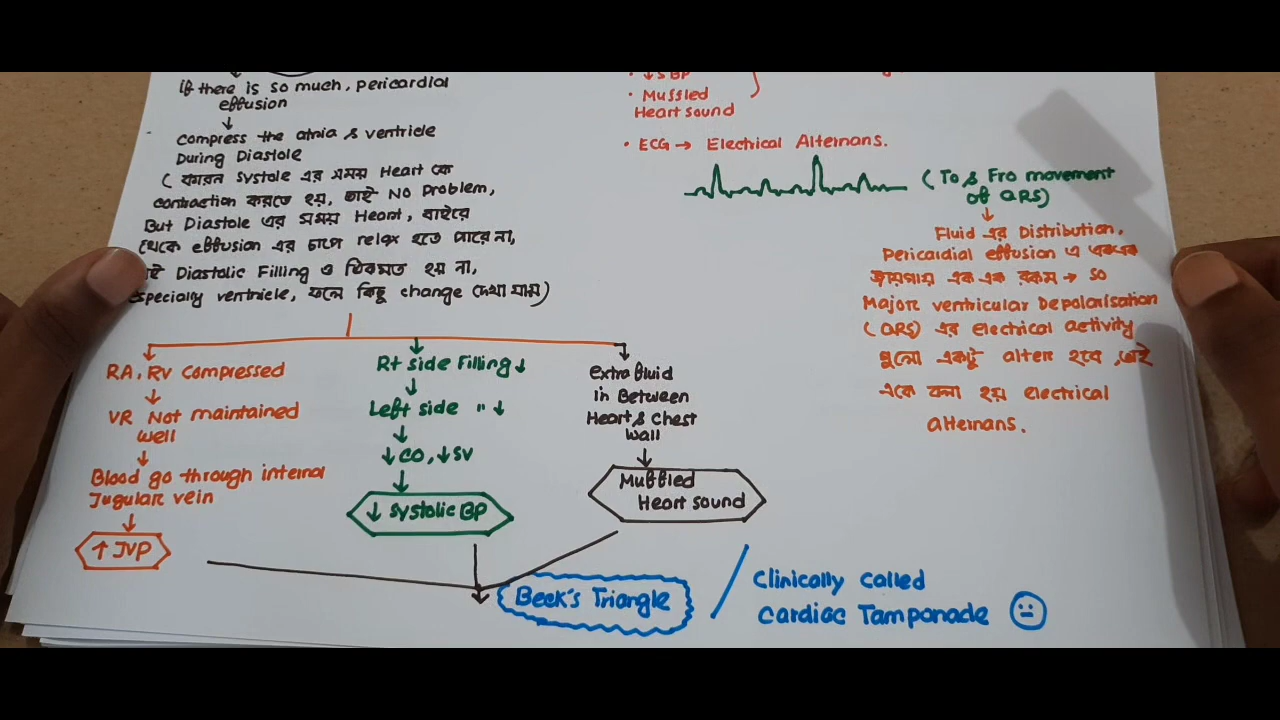 If there is so much, pericardial
effusion
↓
Compress the atria & ventricle
During Diastole
( কারন Systole এর সময় Heart কে
contraction করতে হয়, তাই No problem,
But Diastole এর সময় Heart, বাইরে
থেকে effusion এর চাপে relax হতে পারে না,
Diastolic Filling ও ঠিকমত হয় না,
especially ventricle, ফলে কিছু change দেখা যায় )
RA, RV compressed
↓
VR Not maintained
well
↓
Blood go through internal
Jugular vein
↓
↑ JVP
Rt side Filling ↓
↓
Left side " ↓
↓
↓ CO, ↓ SV
↓
↓ Systolic BP
Extra fluid
in Between
Heart & Chest
wall
↓
Muffled
Heart sound
Beck's Triangle
/ Clinically called
Cardiac Tamponade
• ↓ SBP
• Muffled
Heart sound
• ECG → Electrical Alternans.
( To & Fro movement
of QRS)
↓
Fluid এর Distribution,
Pericardial effusion এ একএক
জায়গায় এক এক রকম → so
Major ventricular Depolarisation
(QRS) এর electrical activity
গুলো একটু alter হবে, তাই
একে বলা হয় electrical
alternans.